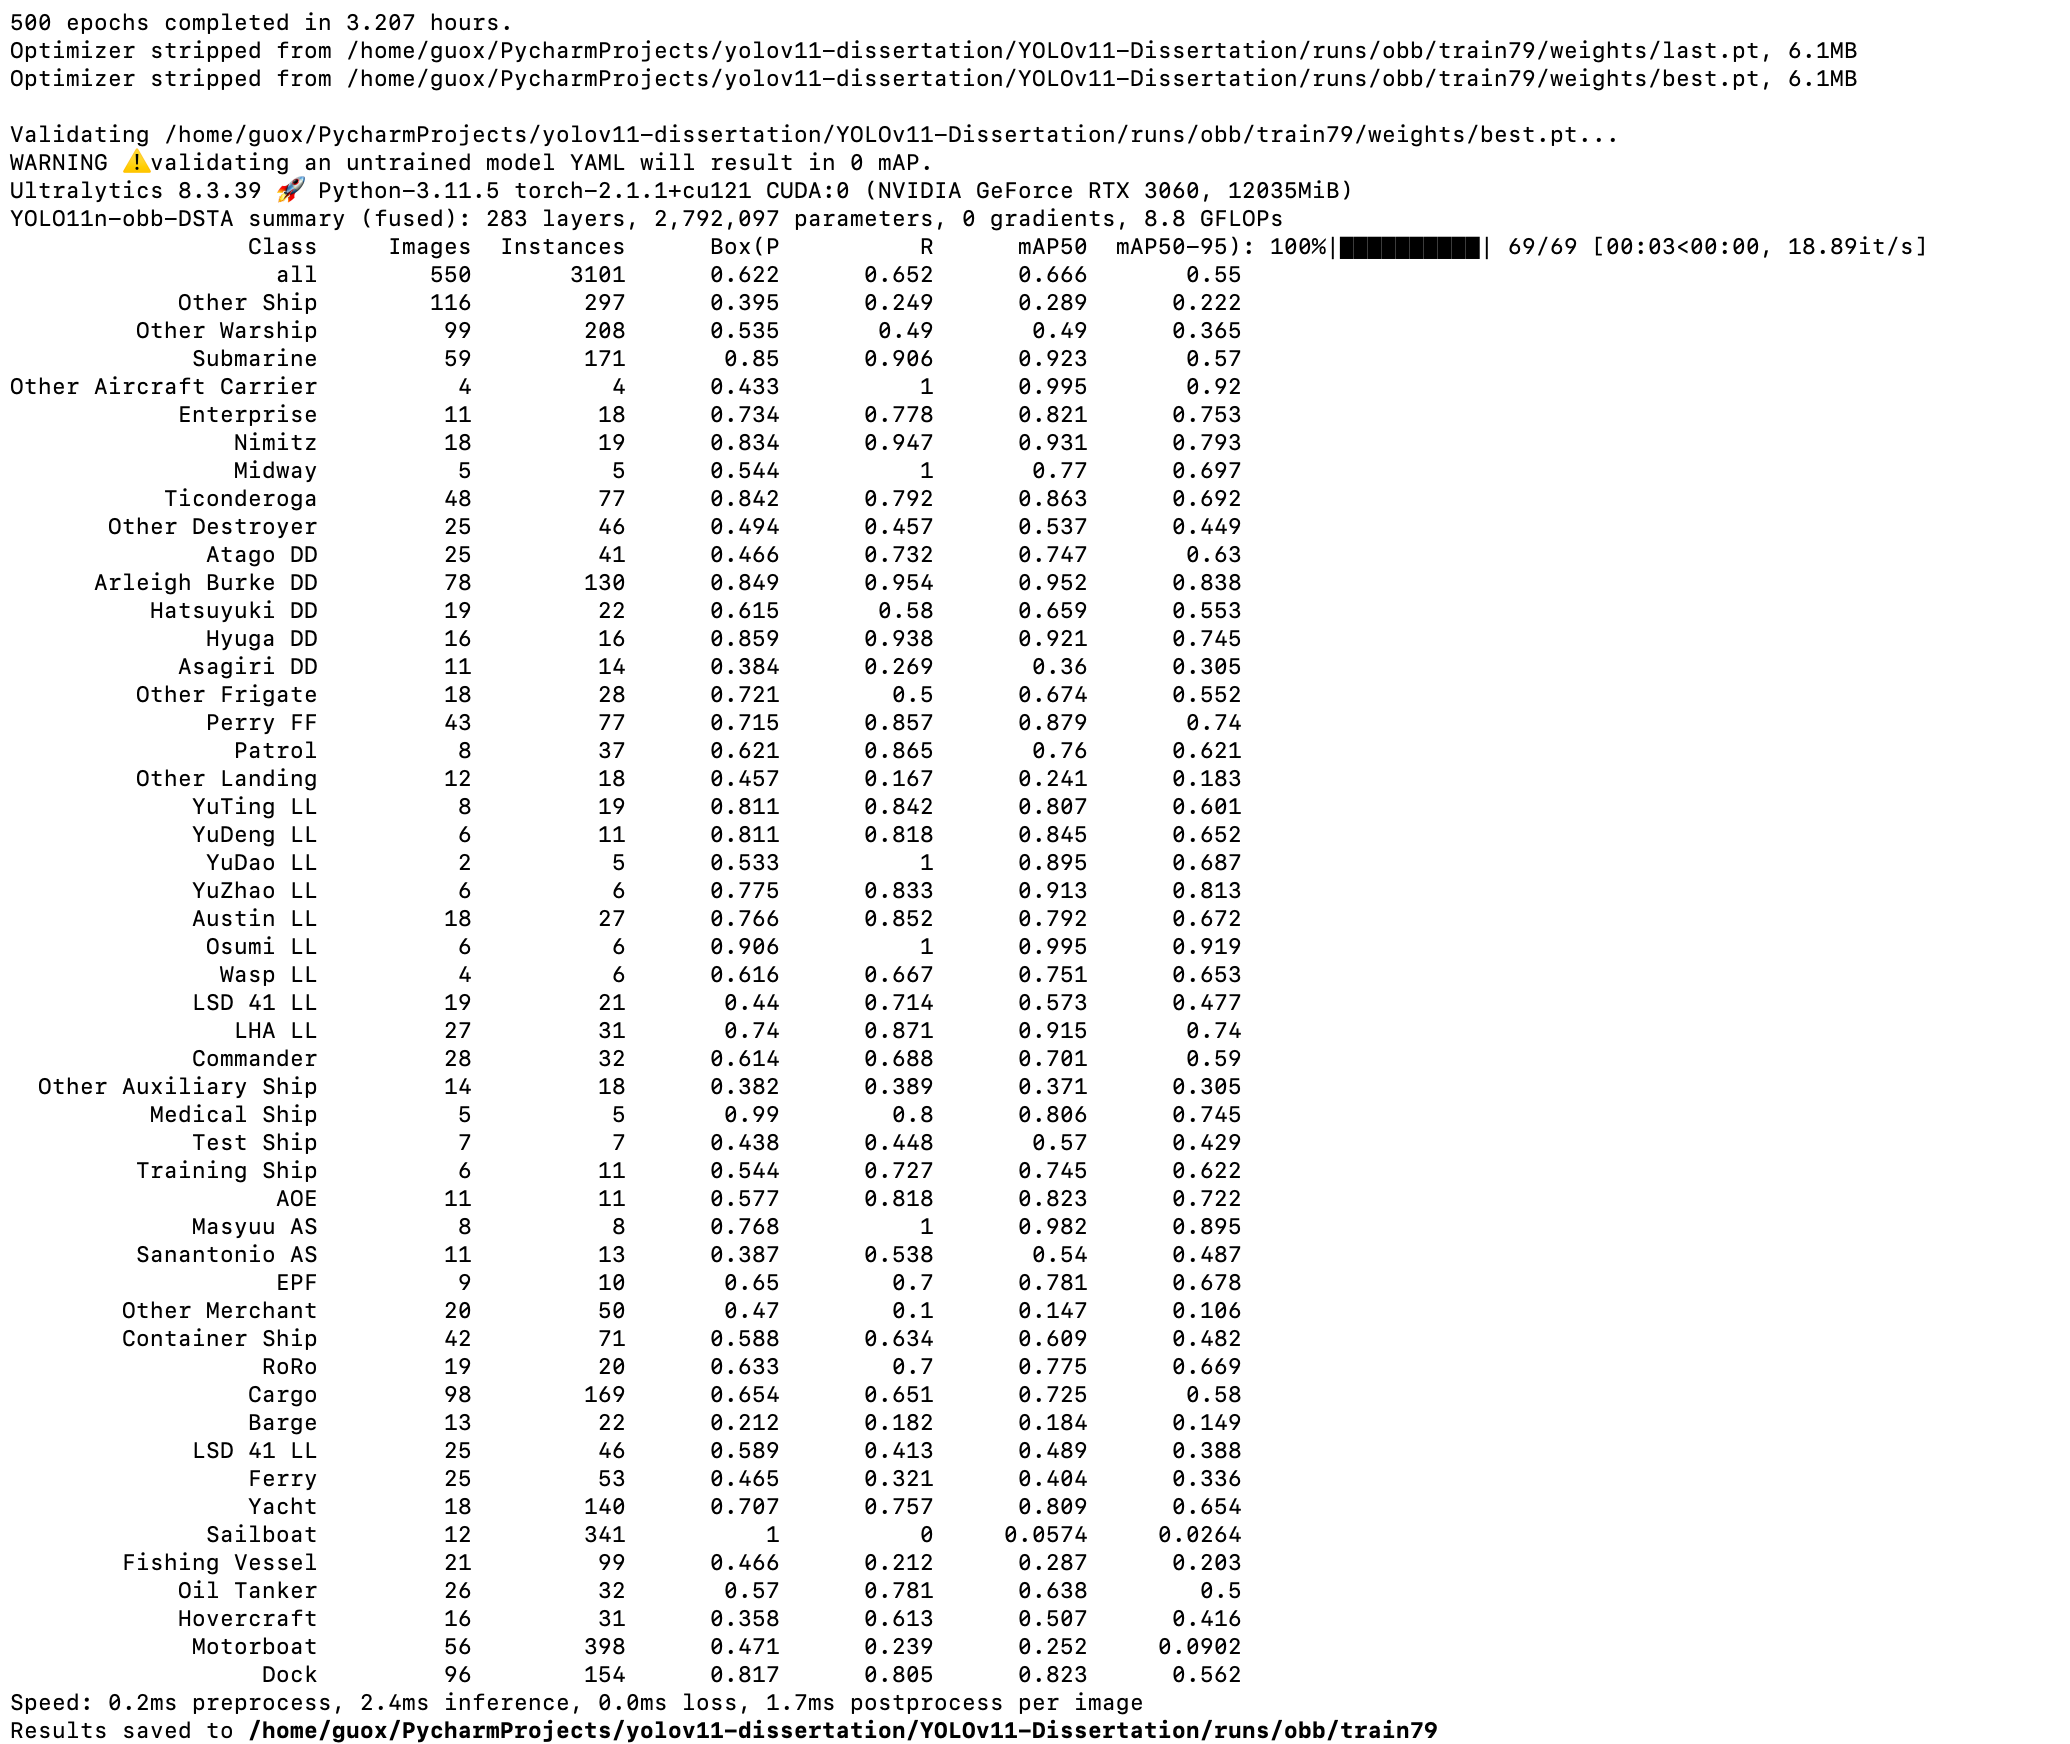 500 epochs completed in 3.207 hours.
Optimizer stripped from /home/guox/PycharmProjects/yolov11-dissertation/YOLOv11-Dissertation/runs/obb/train79/weights/last.pt, 6.1MB
Optimizer stripped from /home/guox/PycharmProjects/yolov11-dissertation/YOLOv11-Dissertation/runs/obb/train79/weights/best.pt, 6.1MB
Validating /home/guox/PycharmProjects/yolov11-dissertation/YOLOv11-Dissertation/runs/obb/train79/weights/best.pt...
WARNING ⚠️validating an untrained model YAML will result in 0 mAP.
Ultralytics 8.3.39 🚀 Python-3.11.5 torch-2.1.1+cu121 CUDA:0 (NVIDIA GeForce RTX 3060, 12035MiB)
YOLO11n-obb-DSTA summary (fused): 283 layers, 2,792,097 parameters, 0 gradients, 8.8 GFLOPs
Class Images Instances Box(P R mAP50 mAP50-95): 100%|██████████| 69/69 [00:03<00:00, 18.89it/s]
all 550 3101 0.622 0.652 0.666 0.55
Other Ship 116 297 0.395 0.249 0.289 0.222
Other Warship 99 208 0.535 0.49 0.49 0.365
Submarine 59 171 0.85 0.906 0.923 0.57
Other Aircraft Carrier 4 4 0.433 1 0.995 0.92
Enterprise 11 18 0.734 0.778 0.821 0.753
Nimitz 18 19 0.834 0.947 0.931 0.793
Midway 5 5 0.544 1 0.77 0.697
Ticonderoga 48 77 0.842 0.792 0.863 0.692
Other Destroyer 25 46 0.494 0.457 0.537 0.449
Atago DD 25 41 0.466 0.732 0.747 0.63
Arleigh Burke DD 78 130 0.849 0.954 0.952 0.838
Hatsuyuki DD 19 22 0.615 0.58 0.659 0.553
Hyuga DD 16 16 0.859 0.938 0.921 0.745
Asagiri DD 11 14 0.384 0.269 0.36 0.305
Other Frigate 18 28 0.721 0.5 0.674 0.552
Perry FF 43 77 0.715 0.857 0.879 0.74
Patrol 8 37 0.621 0.865 0.76 0.621
Other Landing 12 18 0.457 0.167 0.241 0.183
YuTing LL 8 19 0.811 0.842 0.807 0.601
YuDeng LL 6 11 0.811 0.818 0.845 0.652
YuDao LL 2 5 0.533 1 0.895 0.687
YuZhao LL 6 6 0.775 0.833 0.913 0.813
Austin LL 18 27 0.766 0.852 0.792 0.672
Osumi LL 6 6 0.906 1 0.995 0.919
Wasp LL 4 6 0.616 0.667 0.751 0.653
LSD 41 LL 19 21 0.44 0.714 0.573 0.477
LHA LL 27 31 0.74 0.871 0.915 0.74
Commander 28 32 0.614 0.688 0.701 0.59
Other Auxiliary Ship 14 18 0.382 0.389 0.371 0.305
Medical Ship 5 5 0.99 0.8 0.806 0.745
Test Ship 7 7 0.438 0.448 0.57 0.429
Training Ship 6 11 0.544 0.727 0.745 0.622
AOE 11 11 0.577 0.818 0.823 0.722
Masyuu AS 8 8 0.768 1 0.982 0.895
Sanantonio AS 11 13 0.387 0.538 0.54 0.487
EPF 9 10 0.65 0.7 0.781 0.678
Other Merchant 20 50 0.47 0.1 0.147 0.106
Container Ship 42 71 0.588 0.634 0.609 0.482
RoRo 19 20 0.633 0.7 0.775 0.669
Cargo 98 169 0.654 0.651 0.725 0.58
Barge 13 22 0.212 0.182 0.184 0.149
LSD 41 LL 25 46 0.589 0.413 0.489 0.388
Ferry 25 53 0.465 0.321 0.404 0.336
Yacht 18 140 0.707 0.757 0.809 0.654
Sailboat 12 341 1 0 0.0574 0.0264
Fishing Vessel 21 99 0.466 0.212 0.287 0.203
Oil Tanker 26 32 0.57 0.781 0.638 0.5
Hovercraft 16 31 0.358 0.613 0.507 0.416
Motorboat 56 398 0.471 0.239 0.252 0.0902
Dock 96 154 0.817 0.805 0.823 0.562
Speed: 0.2ms preprocess, 2.4ms inference, 0.0ms loss, 1.7ms postprocess per image
Results saved to /home/guox/PycharmProjects/yolov11-dissertation/YOLOv11-Dissertation/runs/obb/train79